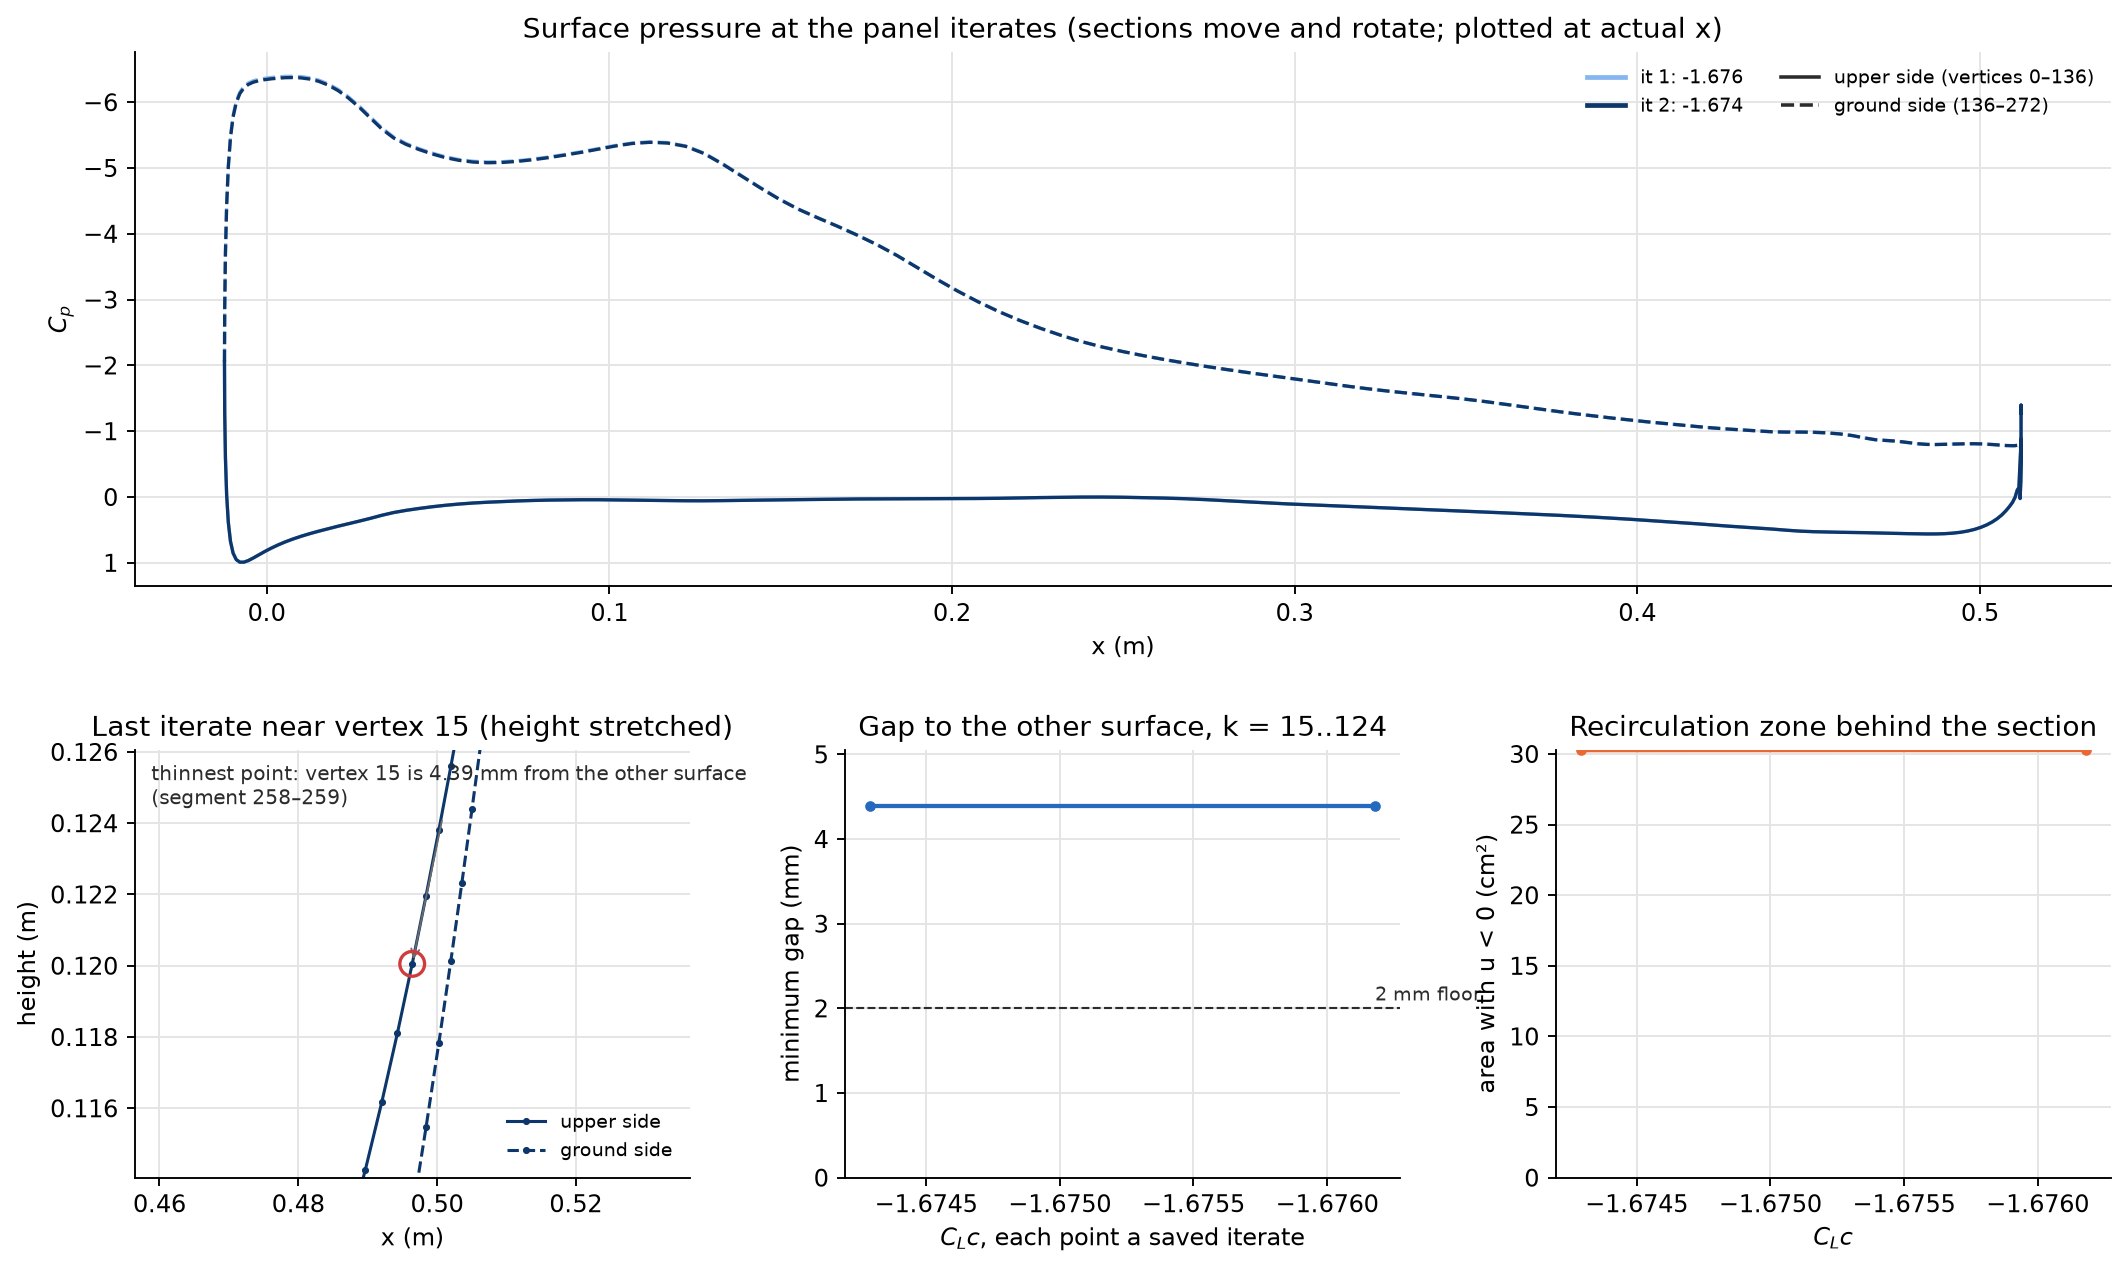 Surface pressure at the panel iterates (sections move and rotate; plotted at actual x)
it 1: -1.676
it 2: -1.674
upper side (vertices 0–136)
ground side (136–272)
−6
−5
−4
−3
−2
−1
0
1
Cp
0.0
0.1
0.2
0.3
0.4
0.5
x (m)
Last iterate near vertex 15 (height stretched)
thinnest point: vertex 15 is 4.39 mm from the other surface
(segment 258–259)
0.126
0.124
0.122
0.120
0.118
0.116
height (m)
upper side
ground side
0.46
0.48
0.50
0.52
x (m)
Gap to the other surface, k = 15..124
5
4
3
2
1
0
minimum gap (mm)
2 mm floor
−1.6745
−1.6750
−1.6755
−1.6760
CLc, each point a saved iterate
Recirculation zone behind the section
30
25
20
15
10
5
0
area with u < 0 (cm²)
−1.6745
−1.6750
−1.6755
−1.6760
CLc